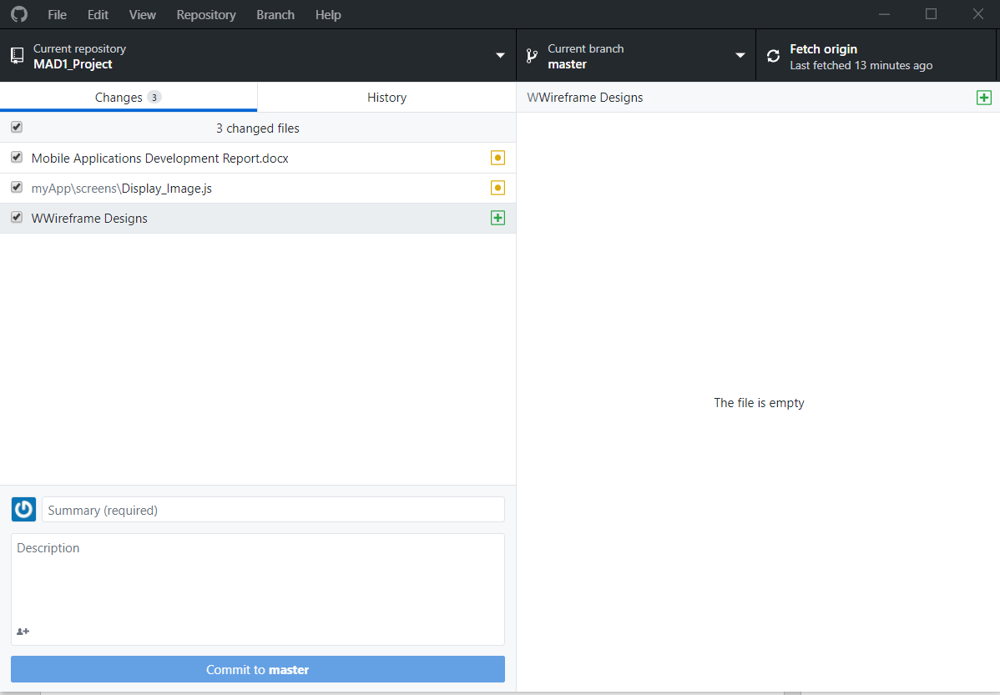 File Edit View Repository Branch Help
Current repository
MAD1_Project
Current branch
master
Fetch origin
Last fetched 13 minutes ago
Changes 3
History
WWireframe Designs
3 changed files
Mobile Applications Development Report.docx
myApp\screens\Display_Image.js
WWireframe Designs
The file is empty
Summary (required)
Description
Commit to master